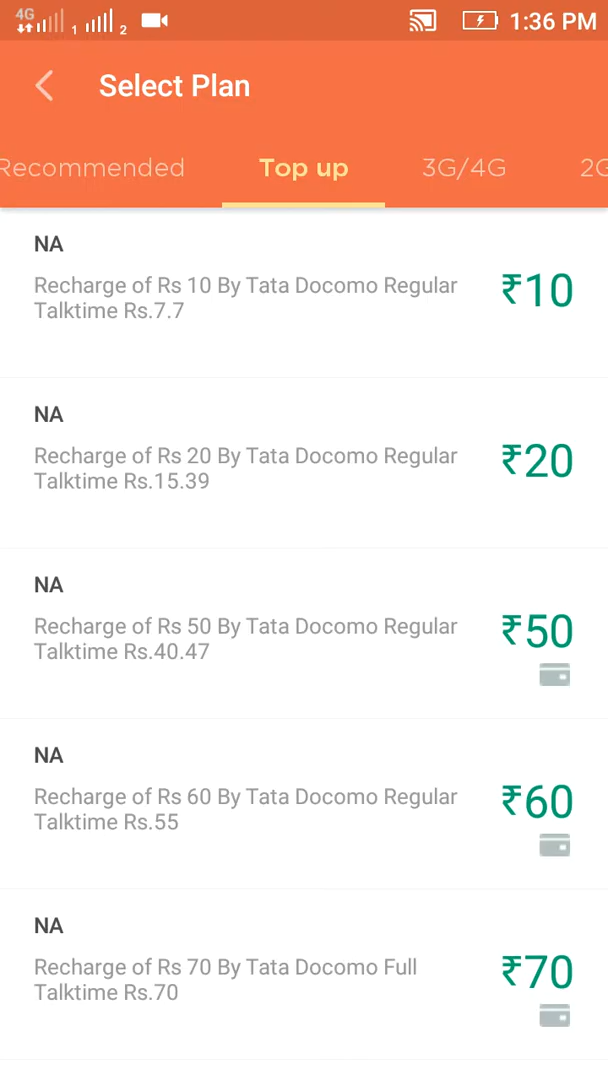 4G 1 2 1:36 PM
Select Plan
Recommended Top up 3G/4G 2G
NA
Recharge of Rs 10 By Tata Docomo Regular
Talktime Rs.7.7
₹10
NA
Recharge of Rs 20 By Tata Docomo Regular
Talktime Rs.15.39
₹20
NA
Recharge of Rs 50 By Tata Docomo Regular
Talktime Rs.40.47
₹50
NA
Recharge of Rs 60 By Tata Docomo Regular
Talktime Rs.55
₹60
NA
Recharge of Rs 70 By Tata Docomo Full
Talktime Rs.70
₹70